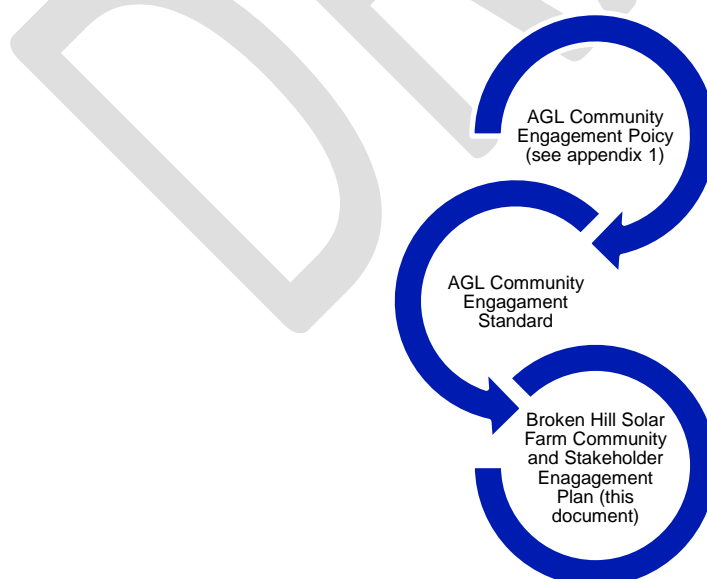 AGL Community
Engagement Poicy
(see appendix 1)
AGL Community
Engagament
Standard
Broken Hill Solar
Farm Community
and Stakeholder
Enagagement
Plan (this
document)